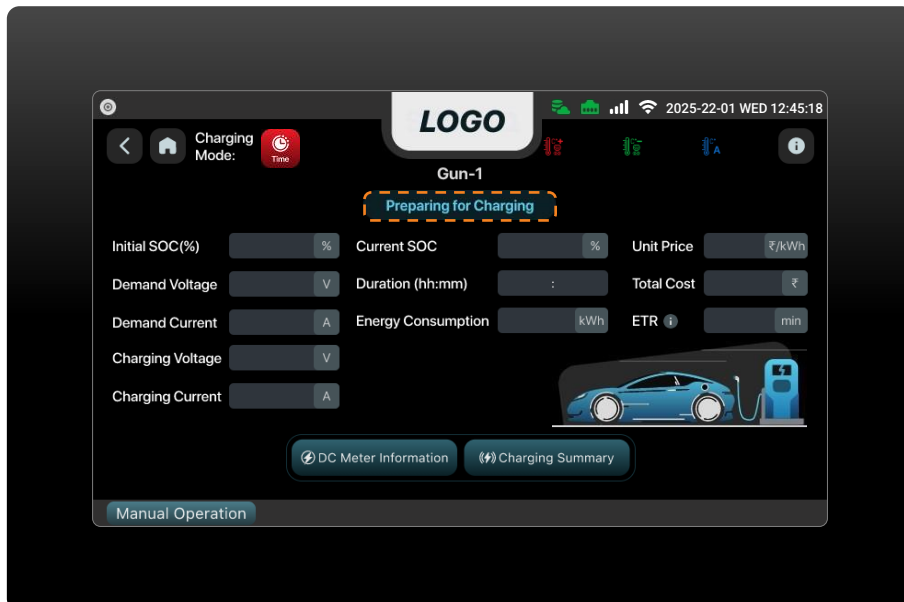 LOGO
2025-22-01 WED 12:45:18
Charging
Mode:
Time
A
Gun-1
Preparing for Charging
Initial SOC(%) %
Current SOC %
Unit Price ₹/kWh
Demand Voltage V
Duration (hh:mm) :
Total Cost ₹
Demand Current A
Energy Consumption kWh
ETR i min
Charging Voltage V
Charging Current A
DC Meter Information
Charging Summary
Manual Operation